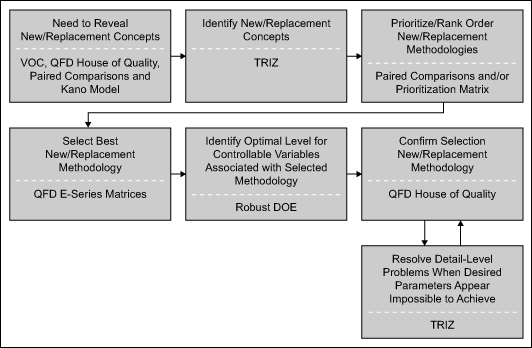 Need to Reveal
New/Replacement Concepts
VOC, QFD House of Quality,
Paired Comparisons and
Kano Model
Identify New/Replacement
Concepts
TRIZ
Prioritize/Rank Order
New/Replacement
Methodologies
Paired Comparisons and/or
Prioritization Matrix
Select Best
New/Replacement
Methodology
QFD E-Series Matrices
Identify Optimal Level for
Controllable Variables
Associated with Selected
Methodology
Robust DOE
Confirm Selection
New/Replacement
Methodology
QFD House of Quality
Resolve Detail-Level
Problems When Desired
Parameters Appear
Impossible to Achieve
TRIZ